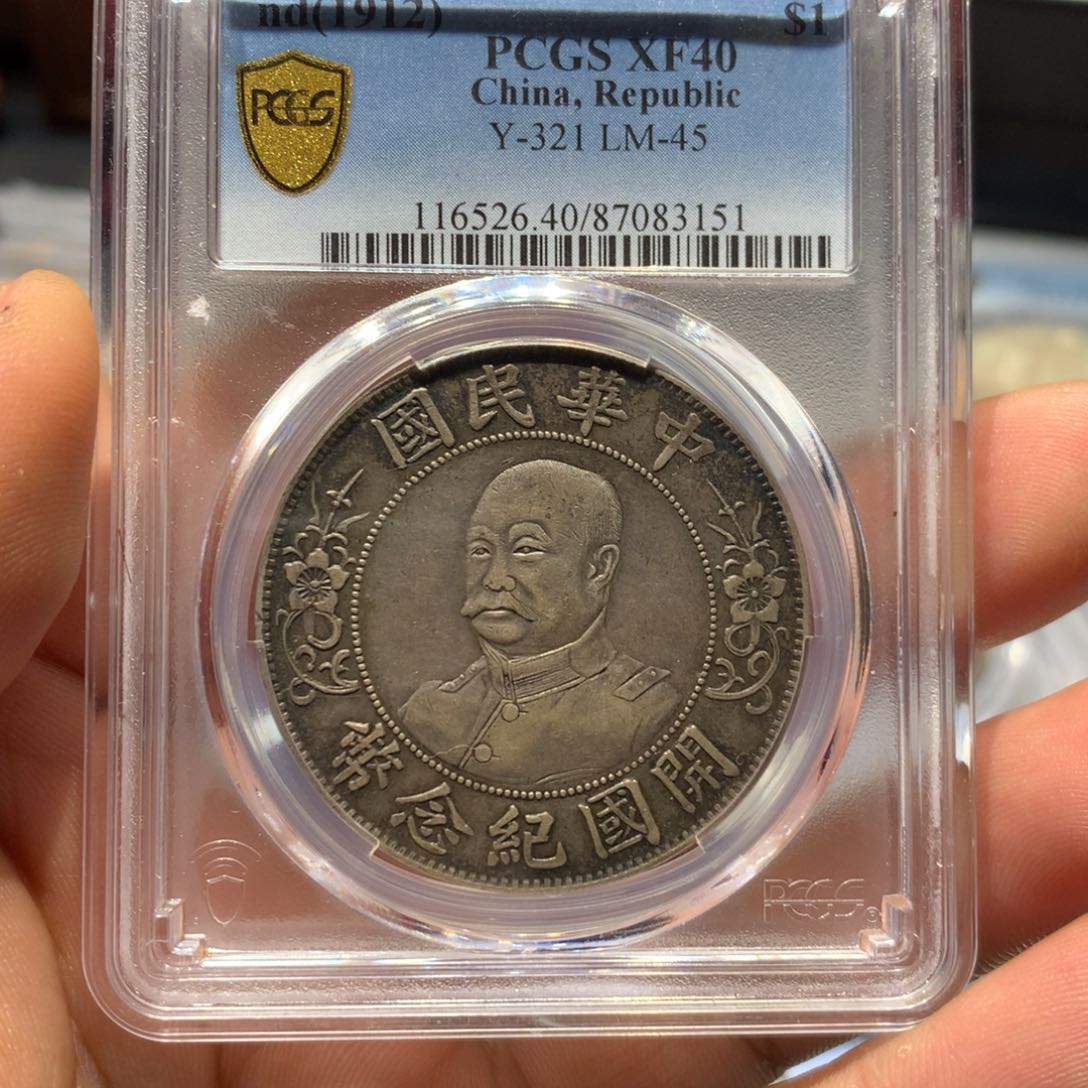 nd(1912) $1
PCGS XF40
China, Republic
Y-321 LM-45
PCGS
116526.40/87083151
中華民國
開國紀念幣
PCGS